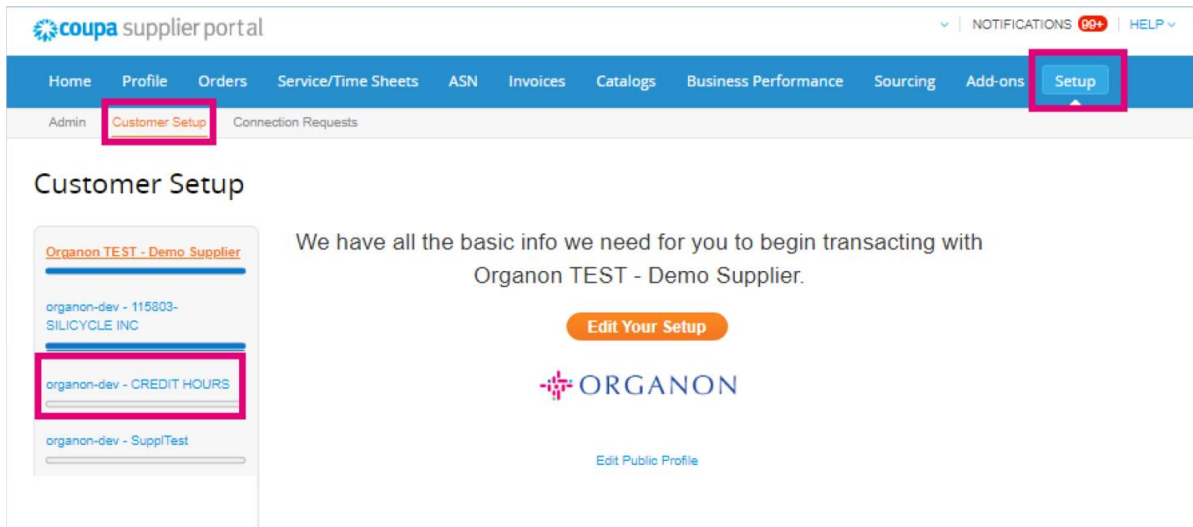 coupa supplier portal
NOTIFICATIONS 99+ HELP
Home Profile Orders Service/Time Sheets ASN Invoices Catalogs Business Performance Sourcing Add-ons Setup
Admin Customer Setup Connection Requests
Customer Setup
Organon TEST - Demo Supplier
organon-dev - 115803-
SILICYCLE INC
organon-dev - CREDIT HOURS
organon-dev - SupplTest
We have all the basic info we need for you to begin transacting with
Organon TEST - Demo Supplier.
Edit Your Setup
ORGANON
Edit Public Profile